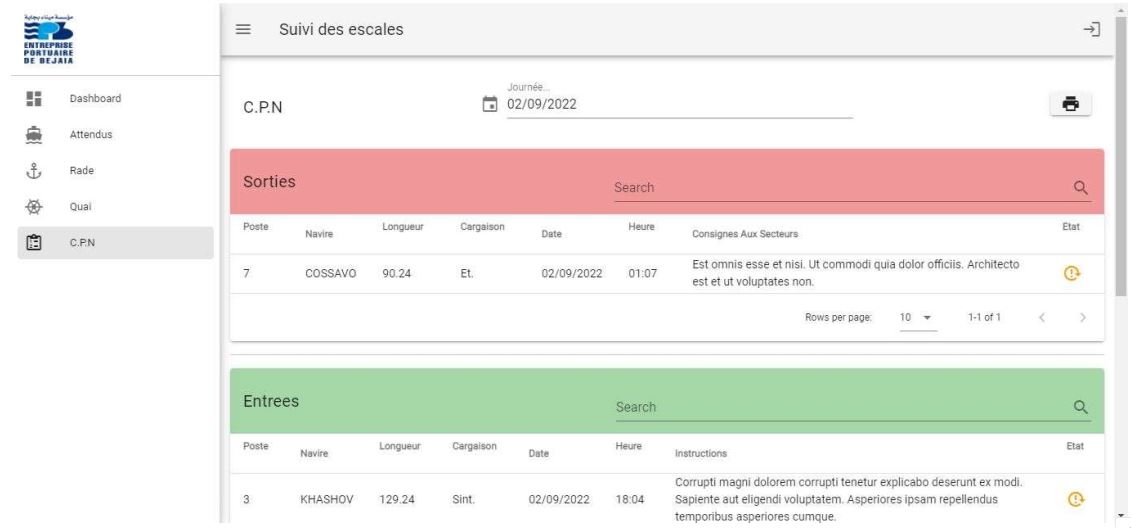 مؤسسة ميناء بجاية
ENTREPRISE
PORTUAIRE
DE BEJAIA
Dashboard
Attendus
Rade
Quai
C.P.N
Suivi des escales
C.P.N
Journée...
02/09/2022
Sorties
Search
Poste Navire Longueur Cargaison Date Heure Consignes Aux Secteurs Etat
7 COSSAVO 90.24 Et. 02/09/2022 01:07 Est omnis esse et nisi. Ut commodi quia dolor officiis. Architecto
est et ut voluptates non.
Rows per page: 10 1-1 of 1
Entrees
Search
Poste Navire Longueur Cargaison Date Heure Instructions Etat
Corrupti magni dolorem corrupti tenetur explicabo deserunt ex modi.
3 KHASHOV 129.24 Sint. 02/09/2022 18:04 Sapiente aut eligendi voluptatem. Asperiores ipsam repellendus
temporibus asperiores cumque.